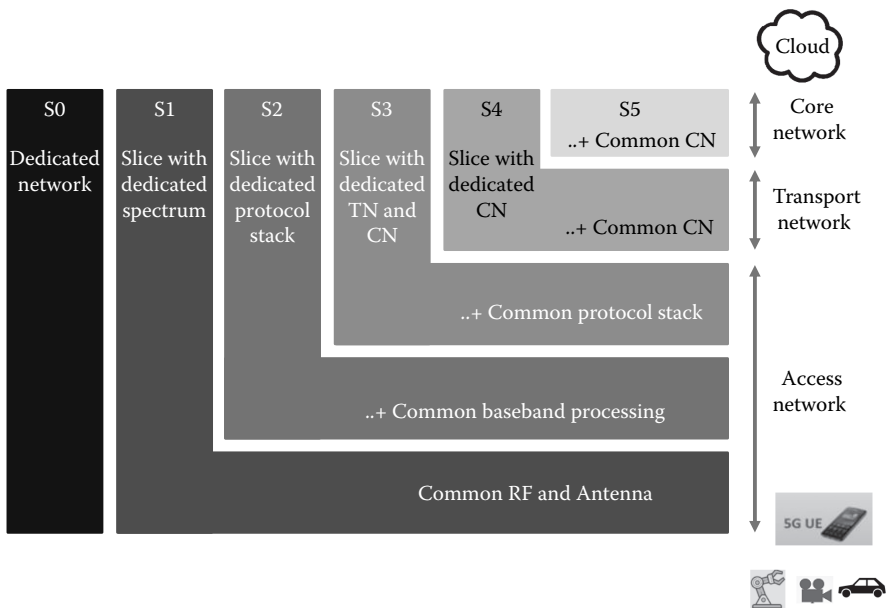 Cloud
S0
Dedicated
network
S1
Slice with
dedicated
spectrum
S2
Slice with
dedicated
protocol
stack
S3
Slice with
dedicated
TN and
CN
S4
Slice with
dedicated
CN
S5
..+ Common CN
..+ Common CN
..+ Common protocol stack
..+ Common baseband processing
Common RF and Antenna
Core
network
Transport
network
Access
network
5G UE